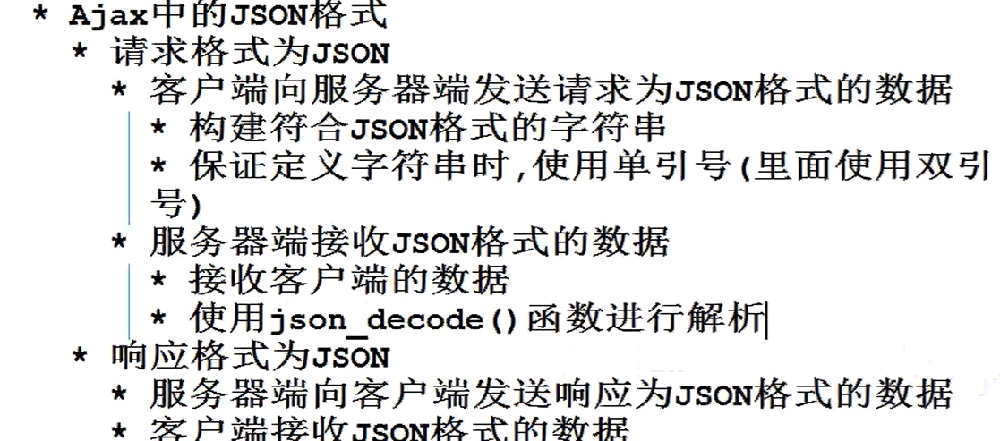 * Ajax中的JSON格式
* 请求格式为JSON
* 客户端向服务器端发送请求为JSON格式的数据
* 构建符合JSON格式的字符串
* 保证定义字符串时,使用单引号(里面使用双引
号)
* 服务器端接收JSON格式的数据
* 接收客户端的数据
* 使用json_decode()函数进行解析
* 响应格式为JSON
* 服务器端向客户端发送响应为JSON格式的数据
* 客户端接收JSON格式的数据